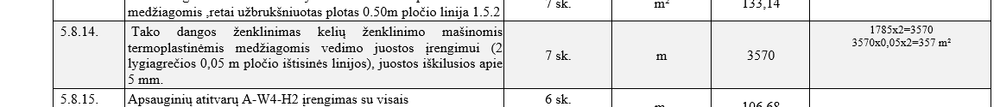 medžiagomis ,retai užbrukšniuotas plotas 0.50m pločio linija 1.5.2
7 sk.
m²
133,14
5.8.14.
Tako dangos ženklinimas kelių ženklinimo mašinomis
termoplastinėmis medžiagomis vedimo juostos įrengimui (2
lygiagrečios 0,05 m pločio ištisinės linijos), juostos iškilusios apie
5 mm.
7 sk.
m
3570
1785x2=3570
3570x0,05x2=357 m²
5.8.15.
Apsauginių atitvarų A-W4-H2 įrengimas su visais
6 sk.
m
106,68